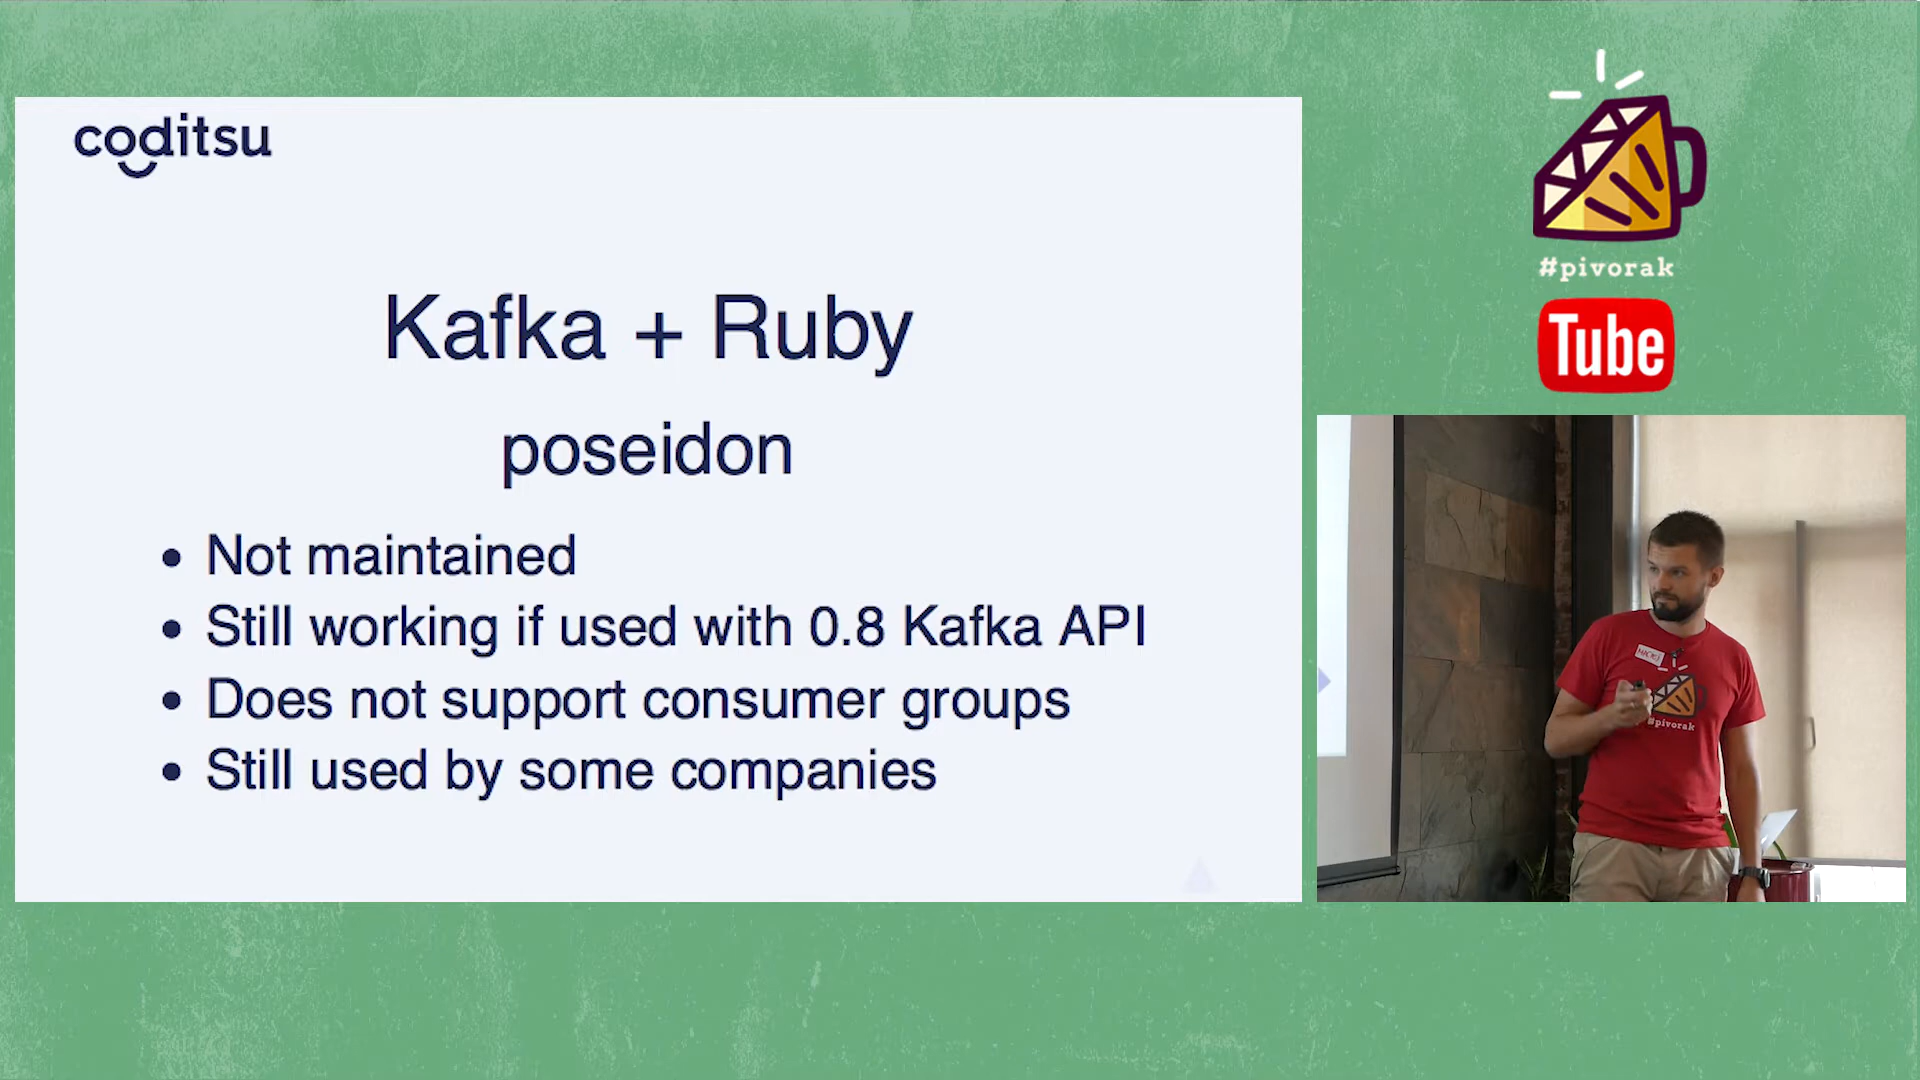 coditsu
Kafka + Ruby
poseidon
• Not maintained
• Still working if used with 0.8 Kafka API
• Does not support consumer groups
• Still used by some companies
#pivorak
Tube
#pivorak